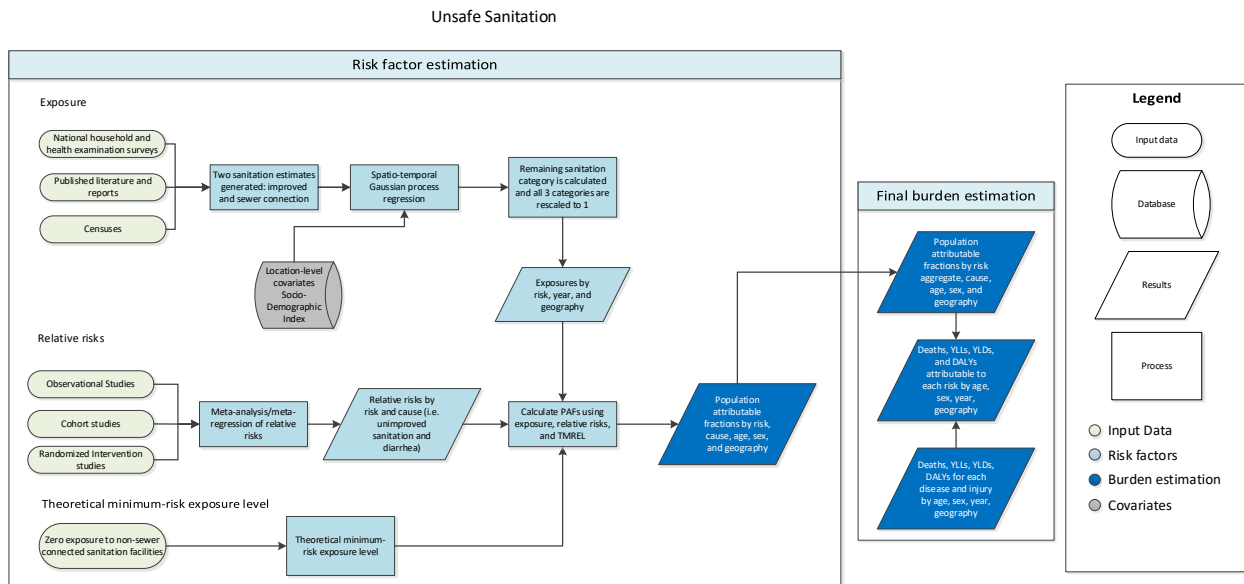 Unsafe Sanitation
Risk factor estimation
Exposure
National household and
health examination surveys
Published literature and
reports
Censuses
Two sanitation estimates
generated: improved
and sewer connection
Spatio-temporal
Gaussian process
regression
Remaining sanitation
category is calculated
and all 3 categories are
rescaled to 1
Location-level
covariates
Socio-
Demographic
Index
Exposures by
risk, year, and
geography
Relative risks
Observational Studies
Cohort studies
Randomized Intervention
studies
Meta-analysis/meta-
regression of relative
risks
Relative risks by
risk and cause (i.e.
unimproved
sanitation and
diarrhea)
Calculate PAFs using
exposure, relative risks,
and TMREL
Population
attributable
fractions by risk,
cause, age, sex,
and geography
Theoretical minimum-risk exposure level
Zero exposure to non-sewer
connected sanitation facilities
Theoretical minimum-
risk exposure level
Final burden estimation
Population
attributable
fractions by risk
aggregate, cause,
age, sex, and
geography
Deaths, YLLs, YLDs,
and DALYs
attributable to
each risk by age,
sex, year,
geography
Deaths, YLLs, YLDs,
DALYs for each
disease and injury
by age, sex, year,
geography
Legend
Input data
Database
Results
Process
Input Data
Risk factors
Burden estimation
Covariates